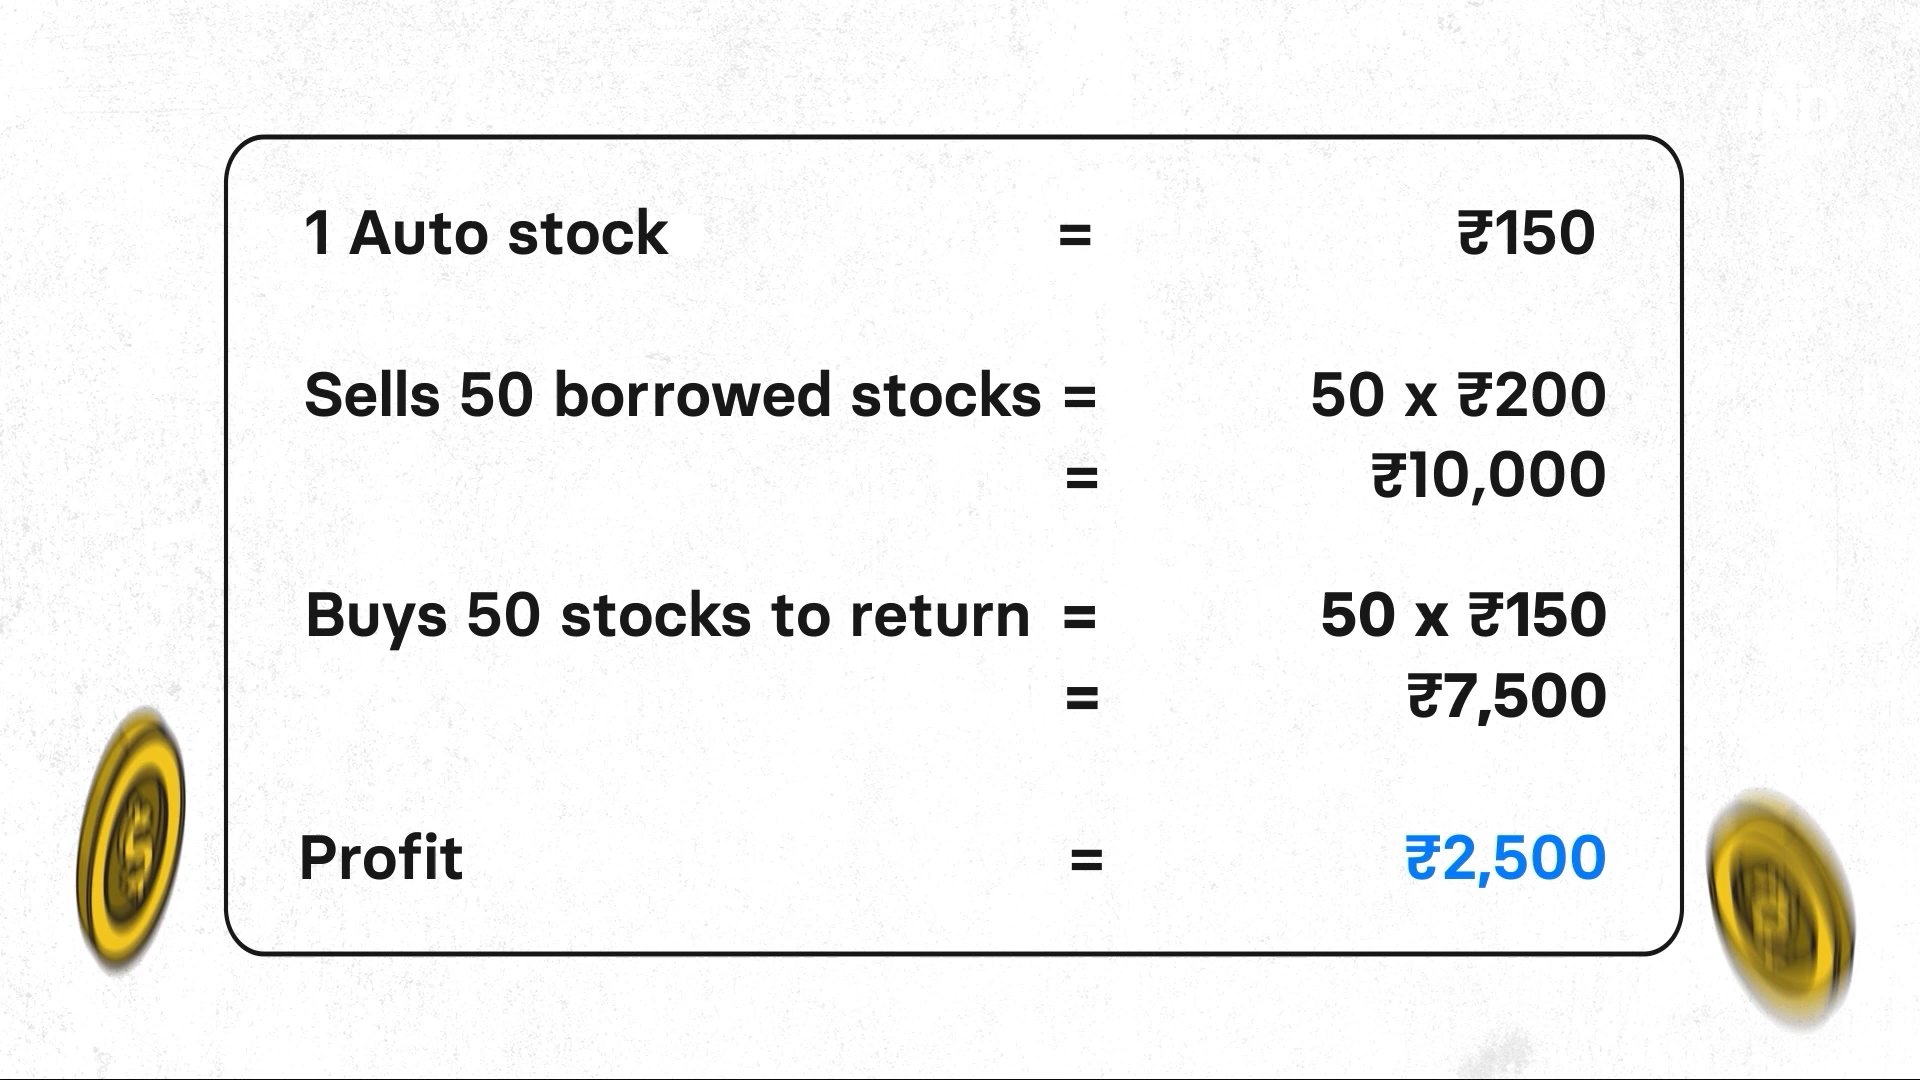 1 Auto stock = ₹150
Sells 50 borrowed stocks = 50 x ₹200
= ₹10,000
Buys 50 stocks to return = 50 x ₹150
= ₹7,500
Profit = ₹2,500